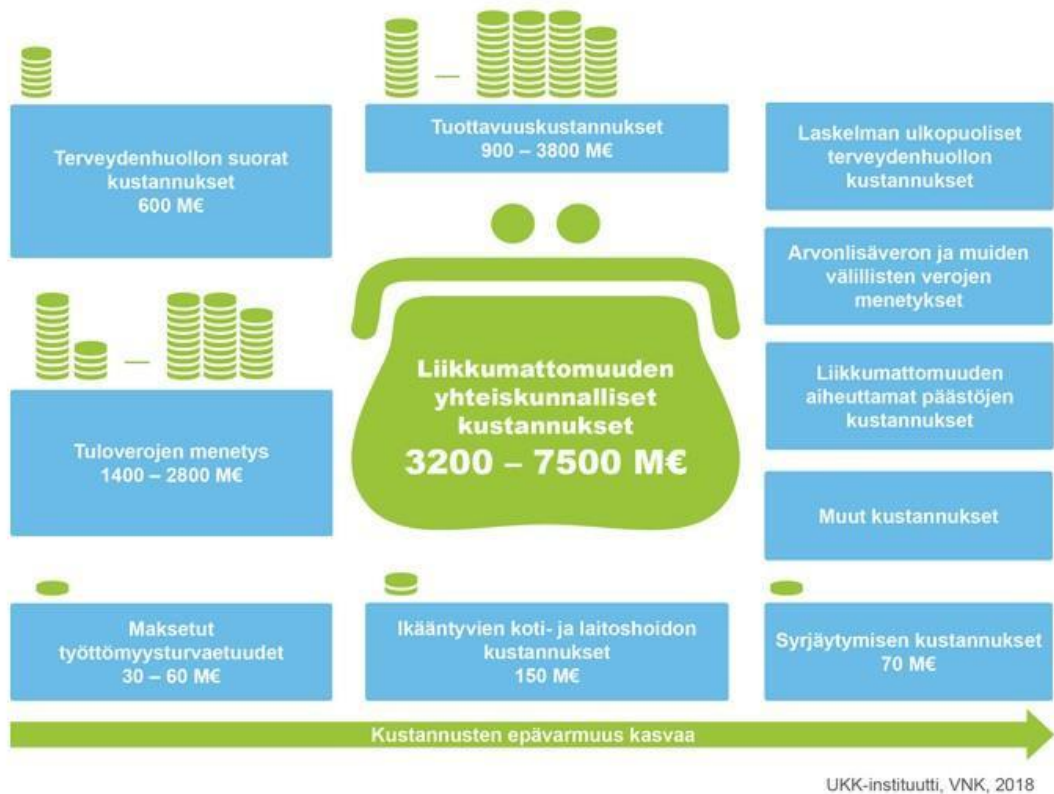 Terveydenhuollon suorat
kustannukset
600 M€
Tuottavuuskustannukset
900 – 3800 M€
Laskelman ulkopuoliset
terveydenhuollon
kustannukset
Arvonlisäveron ja muiden
välillisten verojen
menetykset
Tuloverojen menetys
1400 – 2800 M€
Liikkumattomuuden
yhteiskunnalliset
kustannukset
3200 – 7500 M€
Liikkumattomuuden
aiheuttamat päästöjen
kustannukset
Muut kustannukset
Maksetut
työttömyysturvaetuudet
30 – 60 M€
Ikääntyvien koti- ja laitoshoidon
kustannukset
150 M€
Syrjäytymisen kustannukset
70 M€
Kustannusten epävarmuus kasvaa
UKK-instituutti, VNK, 2018